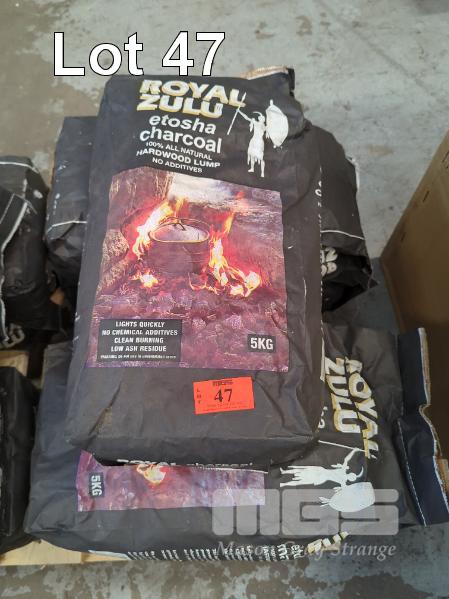 Lot 47
ROYAL
ZULU
etosha
charcoal
100% ALL NATURAL
HARDWOOD LUMP
NO ADDITIVES
LIGHTS QUICKLY
NO CHEMICAL ADDITIVES
CLEAN BURNING
LOW ASH RESIDUE
5KG
LOT
47
ROYAL
ZULU
5KG
MGS
Mason Gray Strange